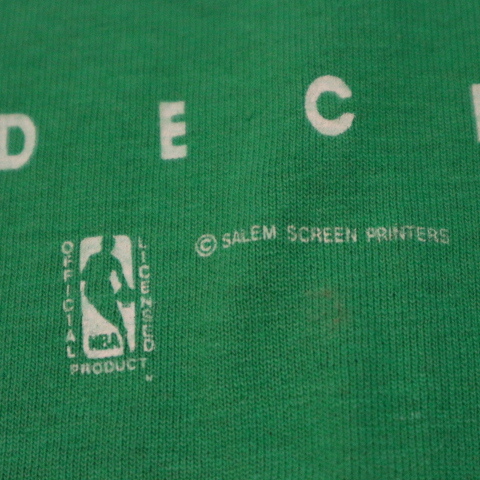 D E C
© SALEM SCREEN PRINTERS
OFFICIAL
LICENSED
NBA
PRODUCT